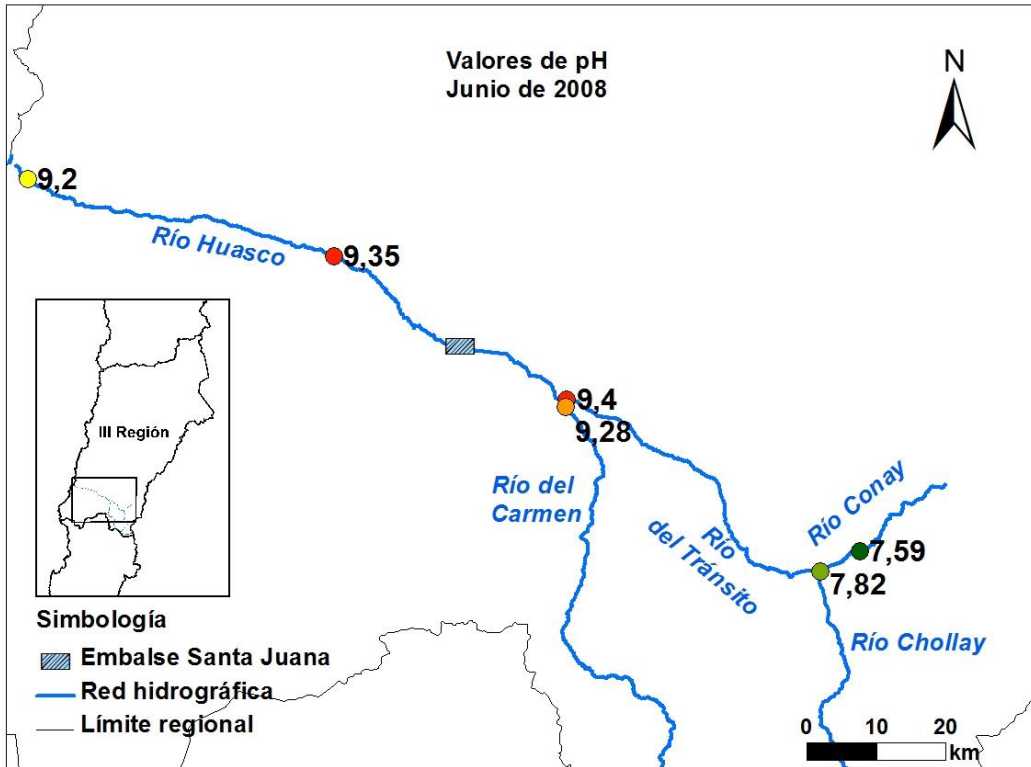 Valores de pH
Junio de 2008
N
9,2
Río Huasco
9,35
9,4
9,28
Río del
Carmen
Río
del Tránsito
Río Conay
7,59
7,82
Río Chollay
III Región
Simbología
Embalse Santa Juana
Red hidrográfica
Límite regional
0 10 20
km